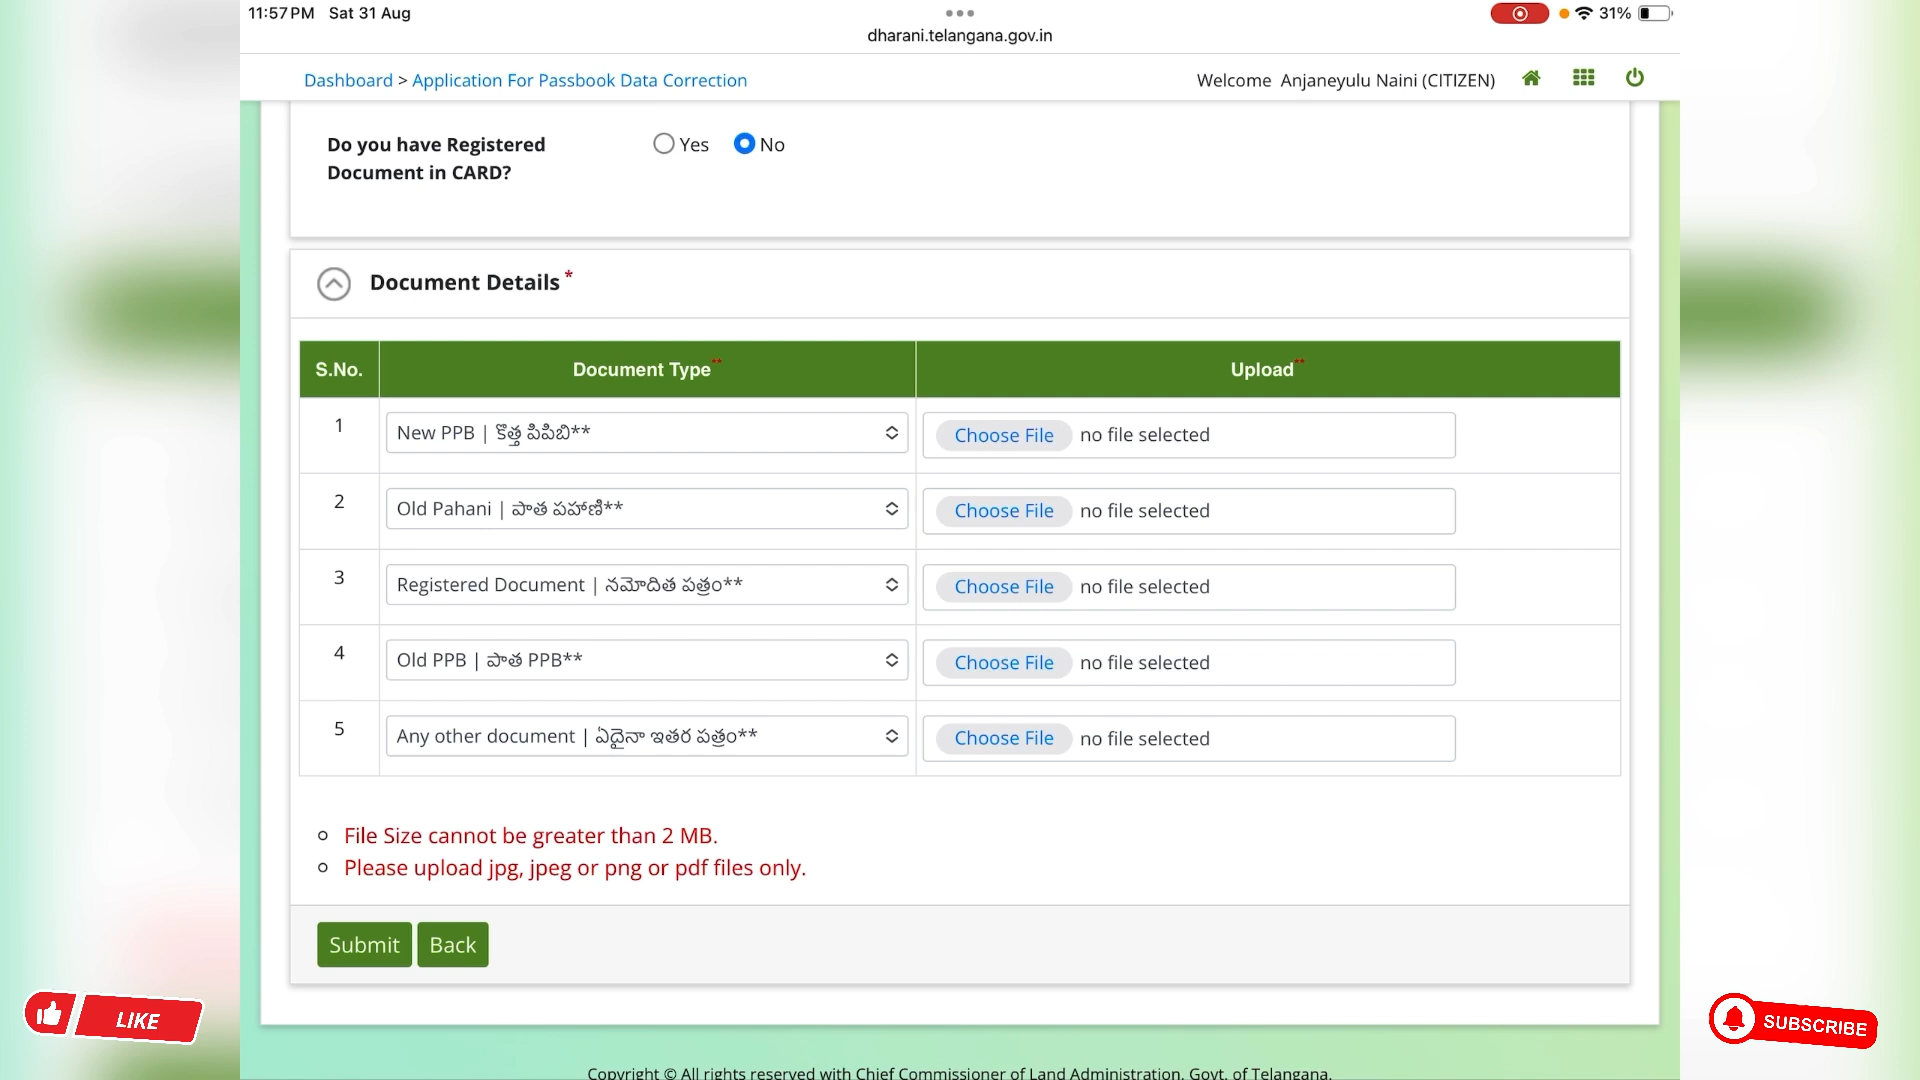 11:57 PM Sat 31 Aug
31%
dharani.telangana.gov.in
Dashboard > Application For Passbook Data Correction
Welcome Anjaneyulu Naini (CITIZEN)
Do you have Registered
Document in CARD?
Yes No
Document Details *
S.No. Document Type ** Upload **
1 New PPB | కొత్త పిపిబి** Choose File no file selected
2 Old Pahani | పాత పహాణి** Choose File no file selected
3 Registered Document | నమోదిత పత్రం** Choose File no file selected
4 Old PPB | పాత PPB** Choose File no file selected
5 Any other document | ఏదైనా ఇతర పత్రం** Choose File no file selected
File Size cannot be greater than 2 MB.
Please upload jpg, jpeg or png or pdf files only.
Submit Back
LIKE
SUBSCRIBE
Copyright © All rights reserved with Chief Commissioner of Land Administration, Govt. of Telangana.